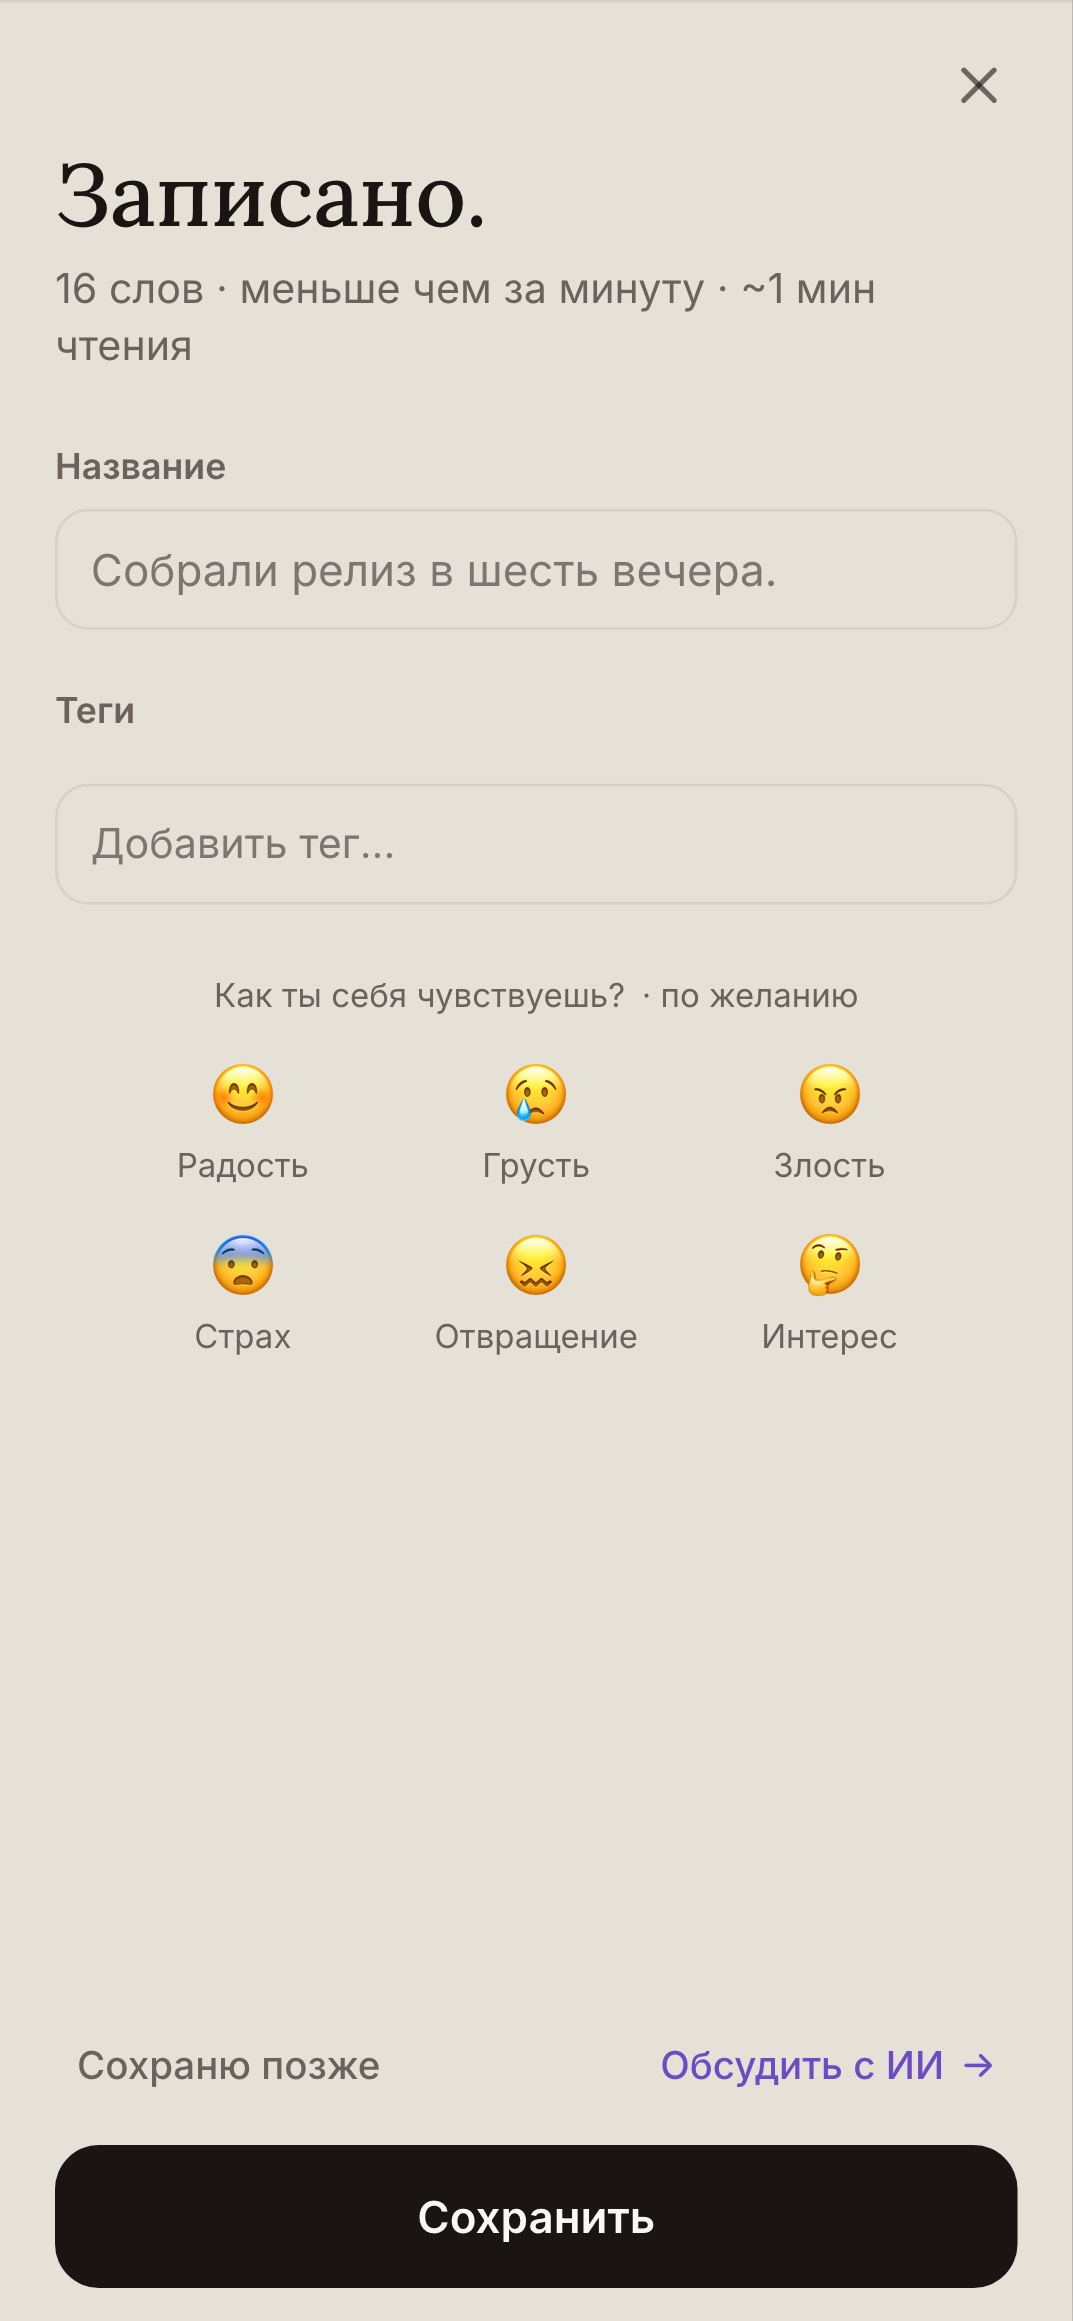 Записано.
16 слов · меньше чем за минуту · ~1 мин
чтения
Название
Собрали релиз в шесть вечера.
Теги
Добавить тег...
Как ты себя чувствуешь? · по желанию
Радость Грусть Злость
Страх Отвращение Интерес
Сохраню позже Обсудить с ИИ →
Сохранить